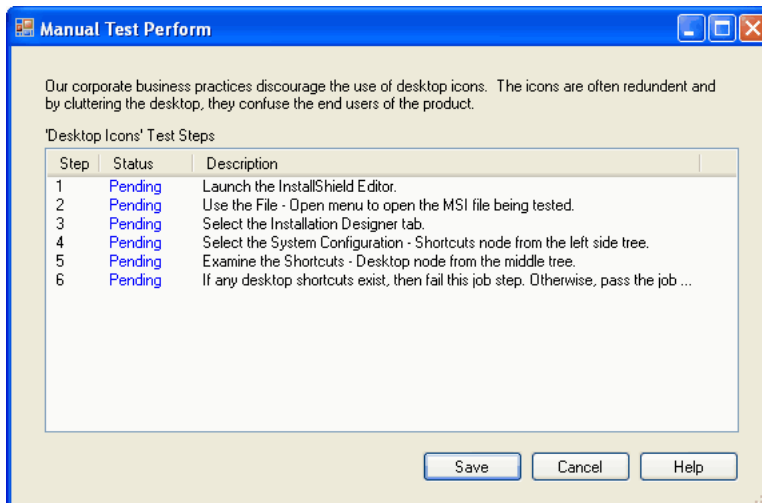 Manual Test Perform
Our corporate business practices discourage the use of desktop icons.  The icons are often redundant and
by cluttering the desktop, they confuse the end users of the product.
'Desktop Icons' Test Steps
Step Status Description
1 Pending Launch the InstallShield Editor.
2 Pending Use the File - Open menu to open the MSI file being tested.
3 Pending Select the Installation Designer tab.
4 Pending Select the System Configuration - Shortcuts node from the left side tree.
5 Pending Examine the Shortcuts - Desktop node from the middle tree.
6 Pending If any desktop shortcuts exist, then fail this job step. Otherwise, pass the job ...
Save Cancel Help